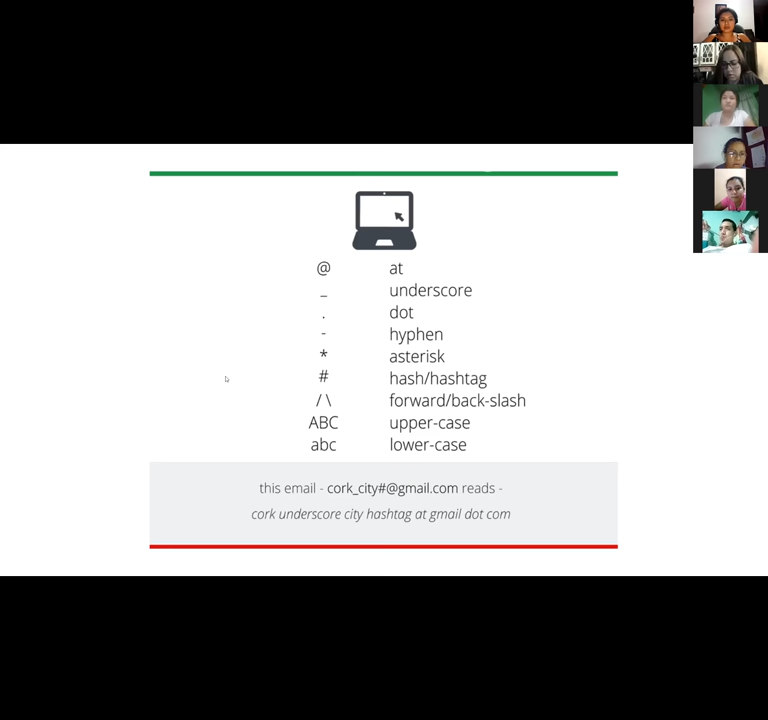 @ at
_ underscore
. dot
- hyphen
* asterisk
# hash/hashtag
/ \ forward/back-slash
ABC upper-case
abc lower-case
this email - cork_city#@gmail.com reads -
cork underscore city hashtag at gmail dot com